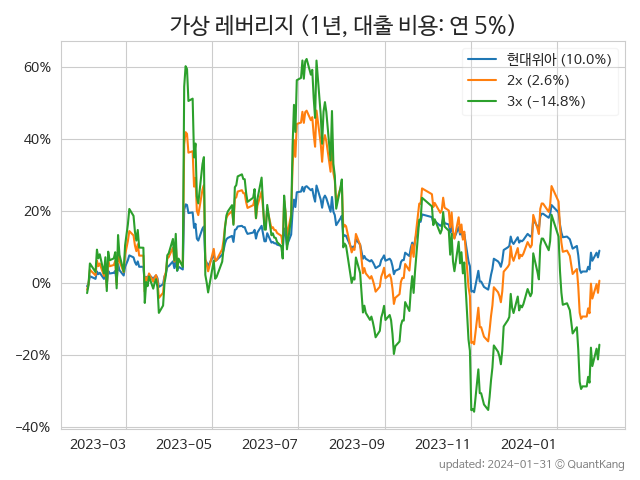 가상 레버리지 (1년, 대출 비용: 연 5%)
현대위아 (10.0%)
2x (2.6%)
3x (−14.8%)
60%
40%
20%
0%
−20%
−40%
2023-03 2023-05 2023-07 2023-09 2023-11 2024-01
updated: 2024-01-31 © QuantKang